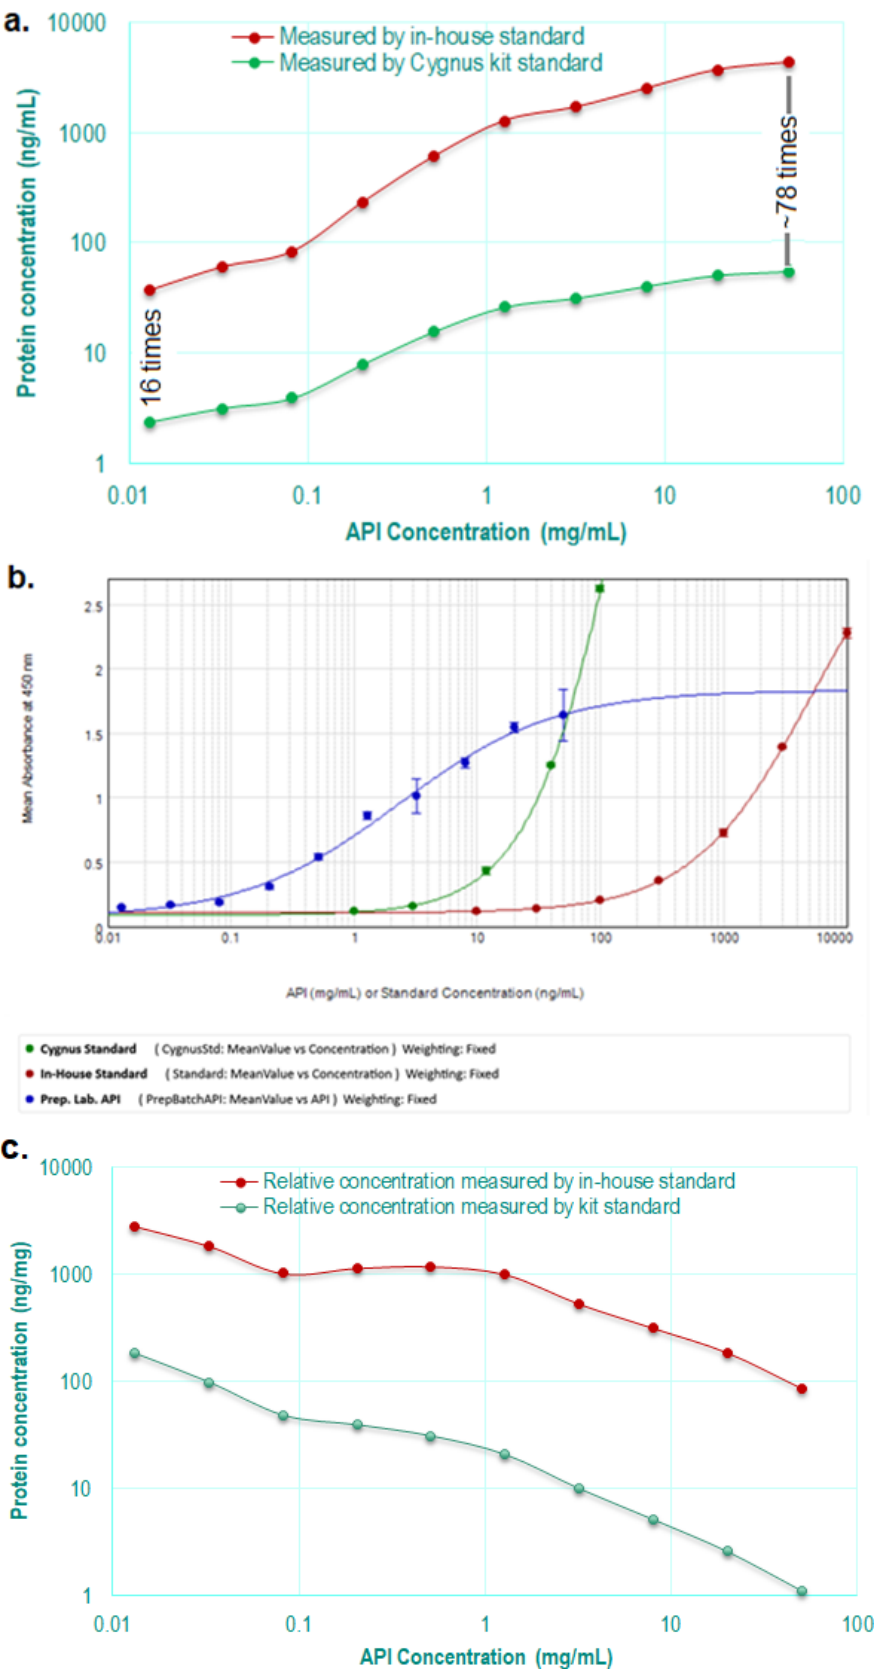 a.
Measured by in-house standard
Measured by Cygnus kit standard
Protein concentration (ng/mL)
10000
1000
100
10
1
16 times
~78 times
0.01 0.1 1 10 100
API Concentration (mg/mL)
b.
Mean Absorbance at 450 nm
2.5
2
1.5
1
0.5
0
0.01 0.1 1 10 100 1000 10000
API (mg/mL) or Standard Concentration (ng/mL)
Cygnus Standard ( CygnusStd: MeanValue vs Concentration ) Weighting: Fixed
In-House Standard ( Standard: MeanValue vs Concentration ) Weighting: Fixed
Prep. Lab. API ( PrepBatchAPI: MeanValue vs API ) Weighting: Fixed
c.
Relative concentration measured by in-house standard
Relative concentration measured by kit standard
Protein concentration (ng/mg)
10000
1000
100
10
1
0.01 0.1 1 10 100
API Concentration (mg/mL)